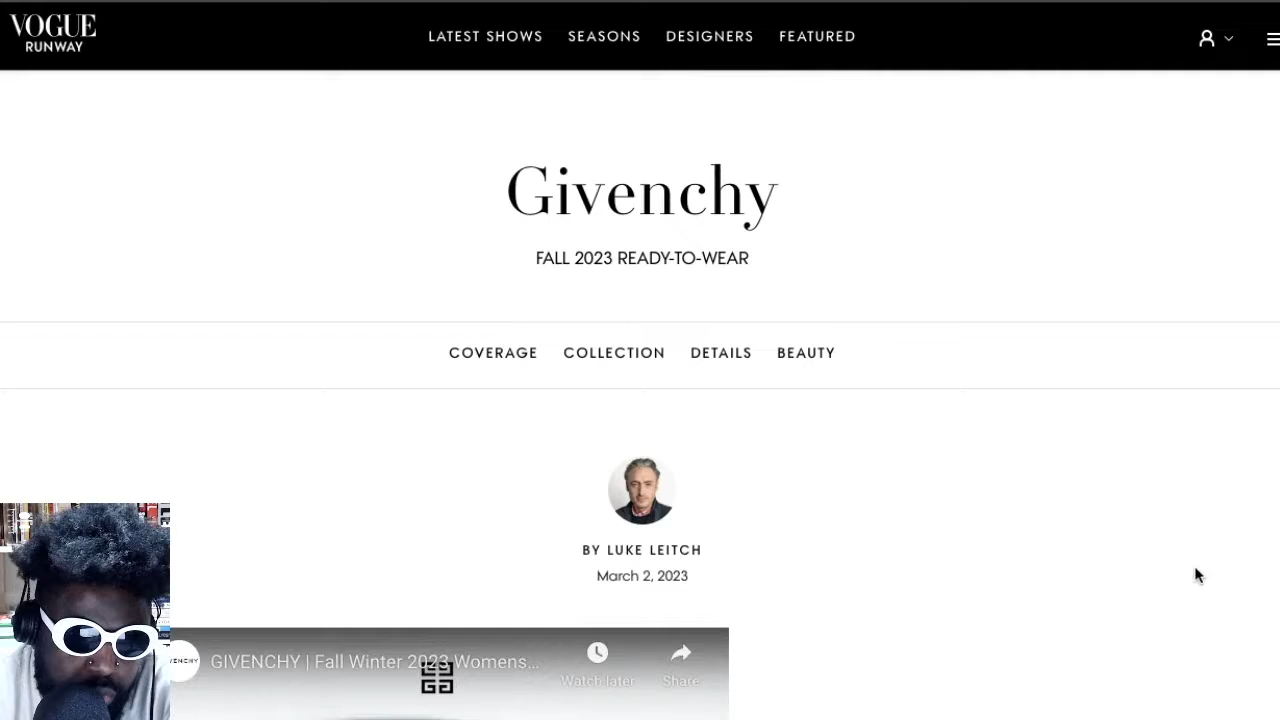 VOGUE
RUNWAY
LATEST SHOWS SEASONS DESIGNERS FEATURED
Givenchy
FALL 2023 READY-TO-WEAR
COVERAGE COLLECTION DETAILS BEAUTY
BY LUKE LEITCH
March 2, 2023
GIVENCHY | Fall Winter 2023 Womens...
Watch later Share